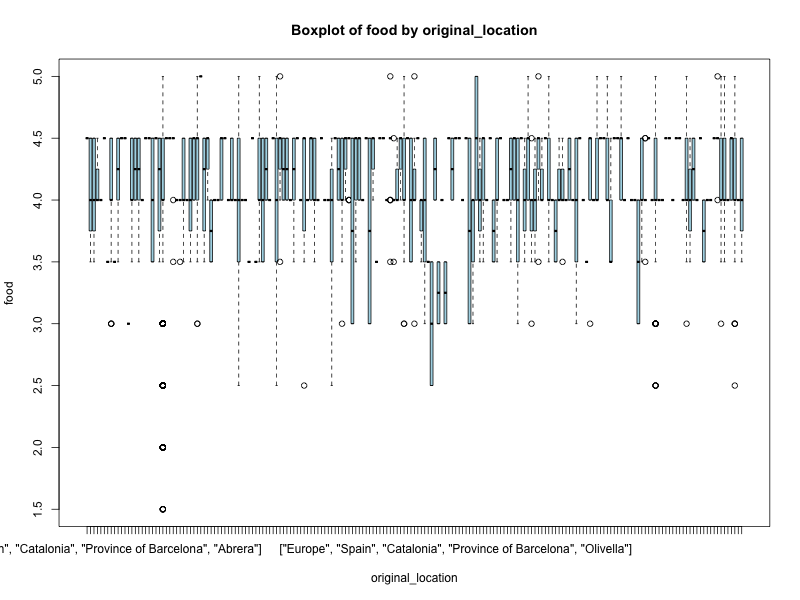 Boxplot of food by original_location
5.0
4.5
4.0
3.5
3.0
2.5
2.0
1.5
food
", "Catalonia", "Province of Barcelona", "Abrera"] ["Europe", "Spain", "Catalonia", "Province of Barcelona", "Olivella"]
original_location